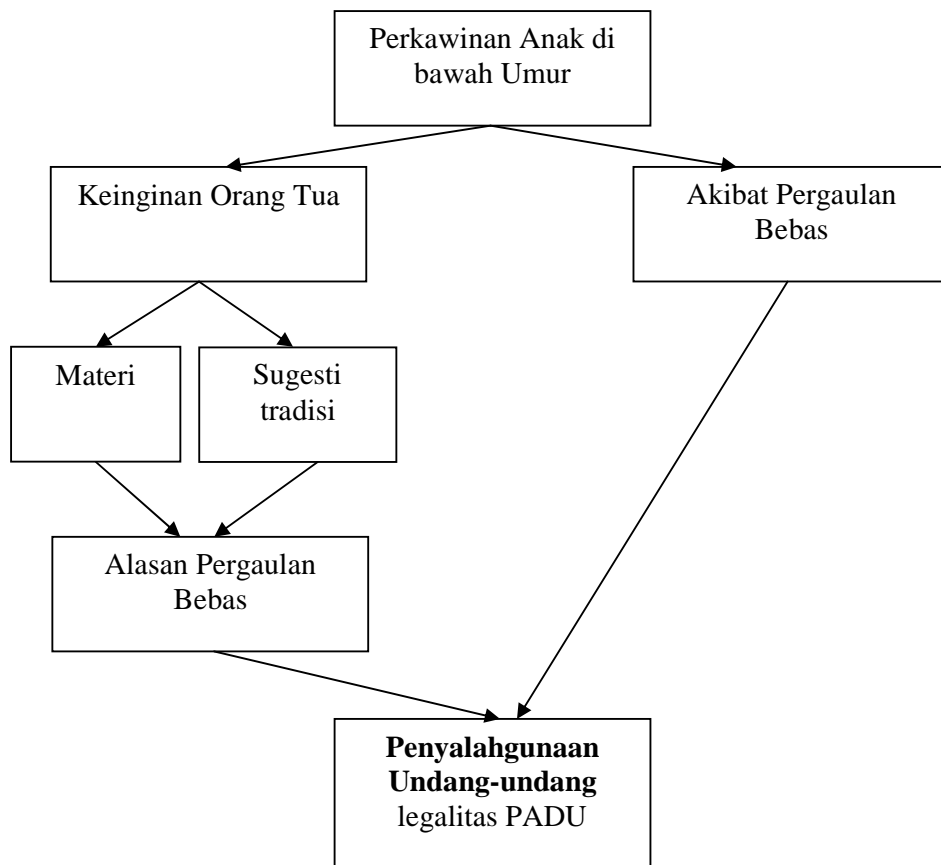 Perkawinan Anak di
bawah Umur
Keinginan Orang Tua
Akibat Pergaulan
Bebas
Materi
Sugesti
tradisi
Alasan Pergaulan
Bebas
Penyalahgunaan
Undang-undang
legalitas PADU